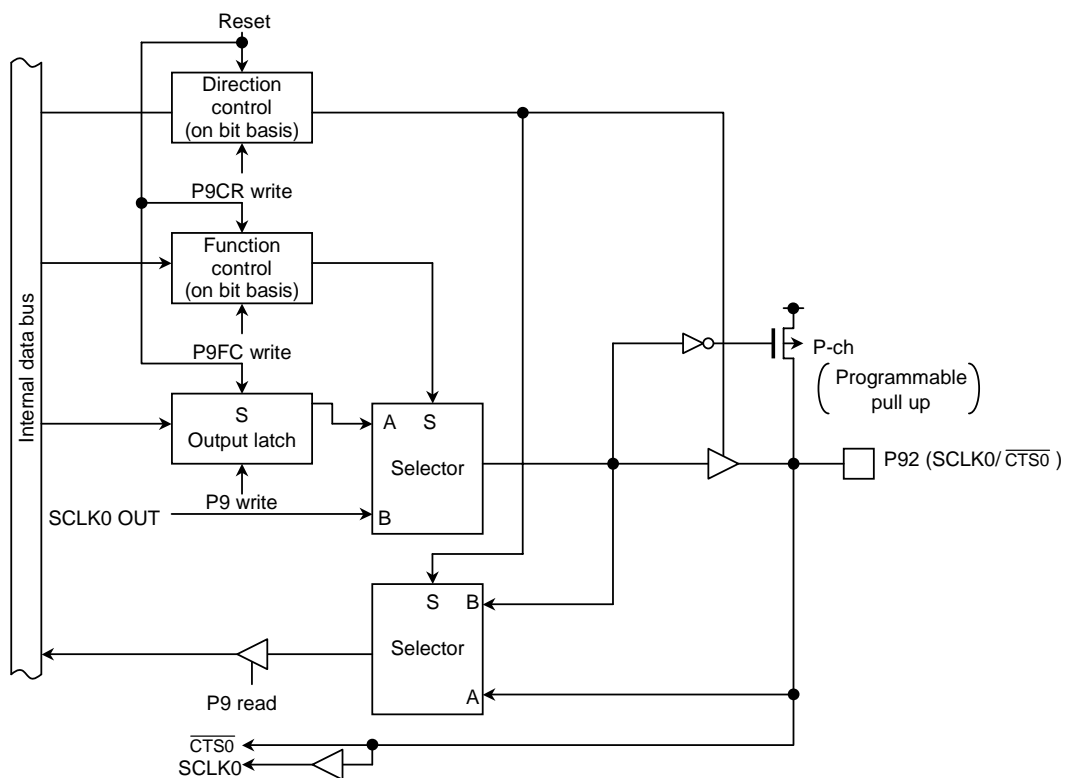 Reset
Direction
control
(on bit basis)
P9CR write
Function
control
(on bit basis)
P9FC write
Internal data bus
S
Output latch
P9 write
SCLK0 OUT
A S
Selector
B
P-ch
(Programmable
pull up)
P92 (SCLK0/CTS0)
S B
Selector
A
P9 read
CTS0
SCLK0